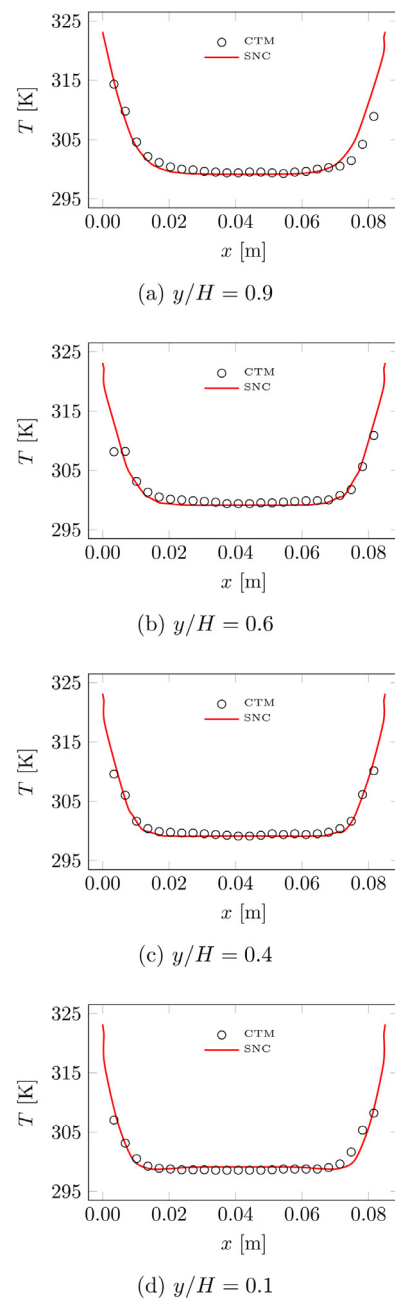 325
315
305
295
T [K]
CTM
SNC
0.00 0.02 0.04 0.06 0.08
x [m]
(a) y/H = 0.9
325
315
305
295
T [K]
CTM
SNC
0.00 0.02 0.04 0.06 0.08
x [m]
(b) y/H = 0.6
325
315
305
295
T [K]
CTM
SNC
0.00 0.02 0.04 0.06 0.08
x [m]
(c) y/H = 0.4
325
315
305
295
T [K]
CTM
SNC
0.00 0.02 0.04 0.06 0.08
x [m]
(d) y/H = 0.1